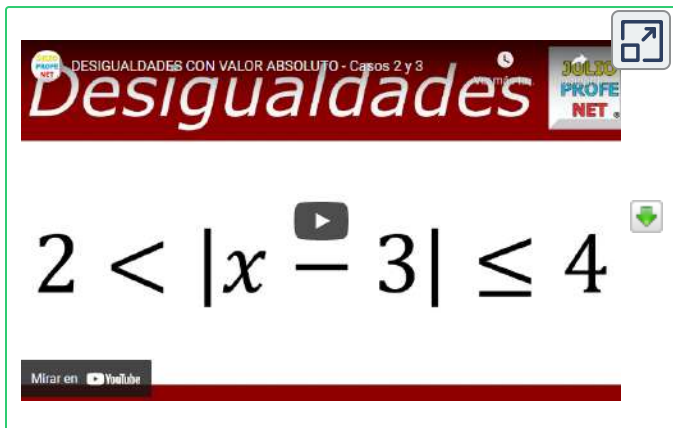 DESIGUALDADES CON VALOR ABSOLUTO - Casos 2 y 3
Desigualdades
JULIO
PROFE
NET
2 < |x − 3| ≤ 4
Mirar en YouTube